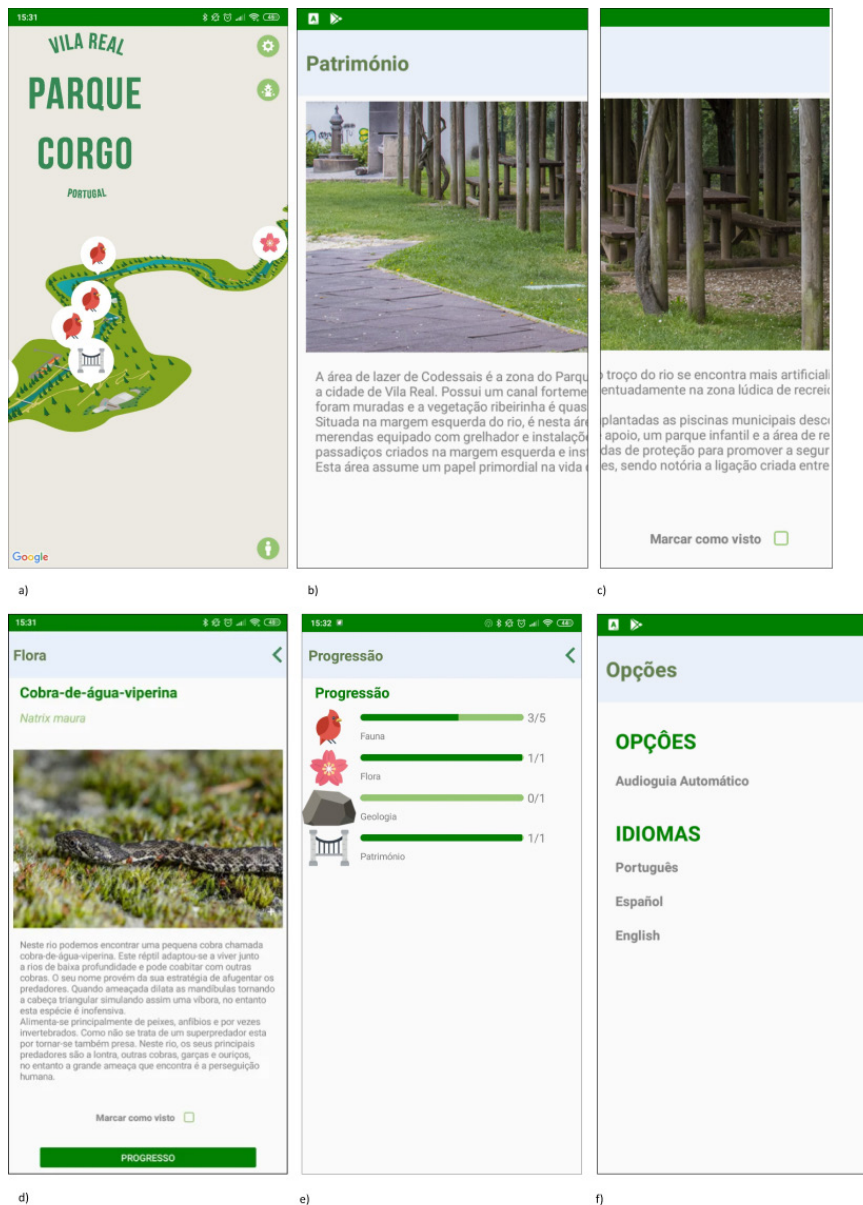 15:31
48
VILA REAL
PARQUE
CORGO
PORTUGAL
Google
a)
A
Património
A área de lazer de Codessais é a zona do Parqu
a cidade de Vila Real. Possui um canal forteme
foram muradas e a vegetação ribeirinha é quas
Situada na margem esquerda do rio, é nesta áre
merendas equipado com grelhador e instalaçõe
passadiços criados na margem esquerda e inst
Esta área assume um papel primordial na vida
b)
troço do rio se encontra mais artificiali
entuadamente na zona lúdica de recreio
plantadas as piscinas municipais desc
apoio, um parque infantil e a área de re
das de proteção para promover a segur
es, sendo notória a ligação criada entre
Marcar como visto
c)
15:31
48
Flora
Cobra-de-água-viperina
Natrix maura
Neste rio podemos encontrar uma pequena cobra chamada
cobra-de-água-viperina. Este réptil adaptou-se a viver junto
a rios de baixa profundidade e pode coabitar com outras
cobras. O seu nome provém da sua estratégia de afugentar os
predadores. Quando ameaçada dilata as mandíbulas tornando
a cabeça triangular simulando assim uma víbora, no entanto
esta espécie é inofensiva.
Alimenta-se principalmente de peixes, anfíbios e por vezes
invertebrados. Como não se trata de um superpredador esta
por tornar-se também presa. Neste rio, os seus principais
predadores são a lontra, outras cobras, garças e ouriços,
no entanto a grande ameaça que encontra é a perseguição
humana.
Marcar como visto
PROGRESSO
d)
15:32
48
Progressão
Progressão
3/5
Fauna
1/1
Flora
0/1
Geologia
1/1
Património
e)
A
Opções
OPÇÔES
Audioguia Automático
IDIOMAS
Português
Español
English
f)